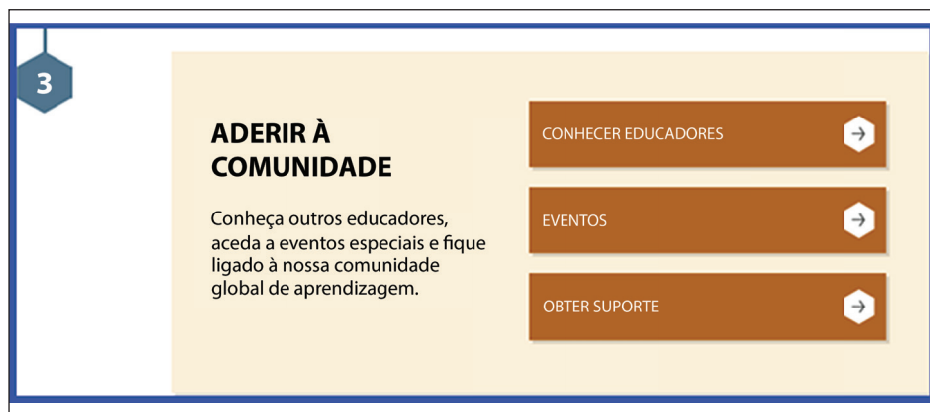 3
ADERIR À
COMUNIDADE
Conheça outros educadores,
aceda a eventos especiais e fique
ligado à nossa comunidade
global de aprendizagem.
CONHECER EDUCADORES
EVENTOS
OBTER SUPORTE